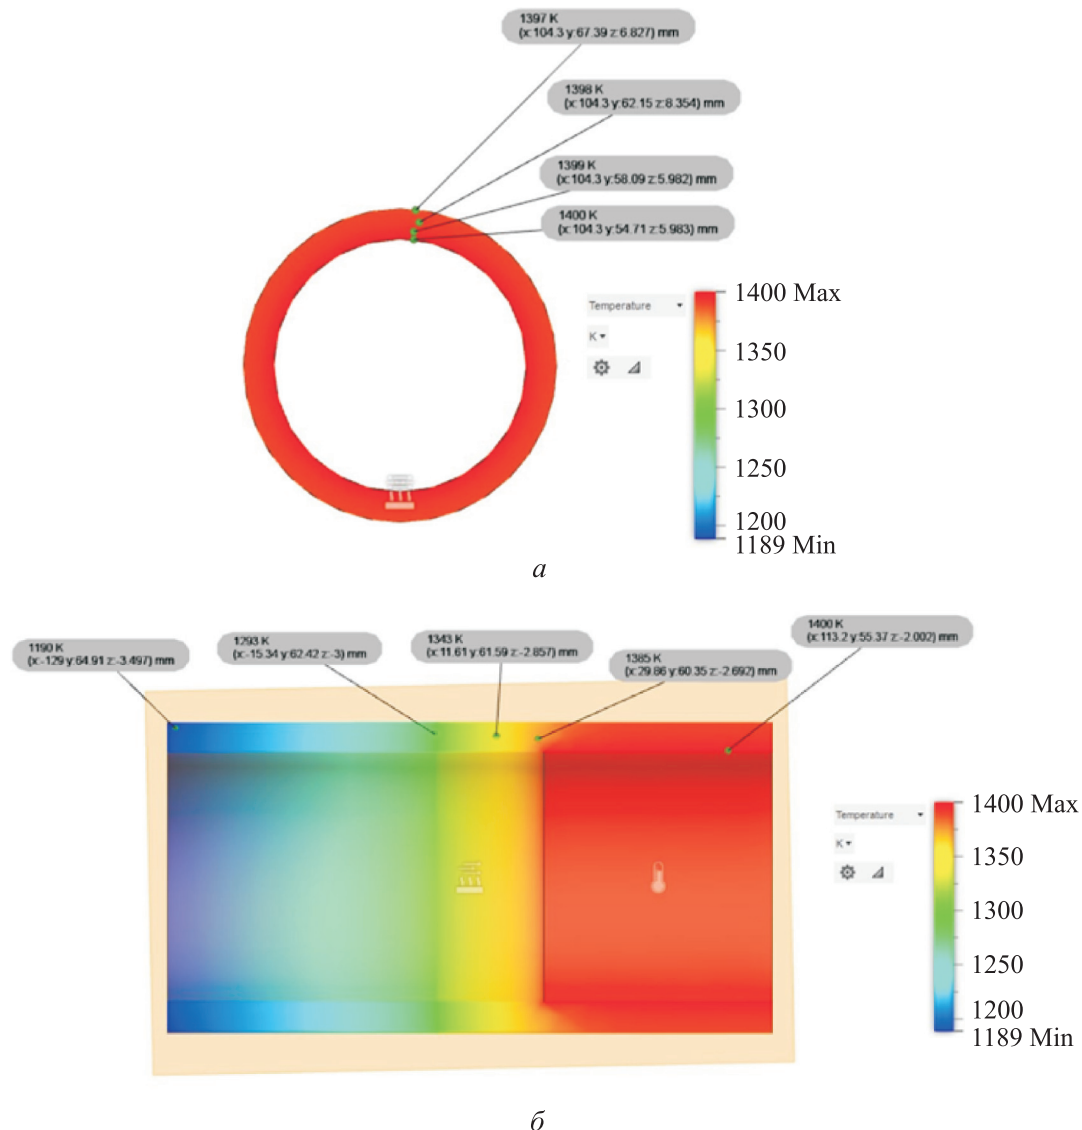 1397 K
(x:104.3 y:67.39 z:6.827) mm
1398 K
(x:104.3 y:62.15 z:8.354) mm
1399 K
(x:104.3 y:58.09 z:5.982) mm
1400 K
(x:104.3 y:54.71 z:5.983) mm
Temperature
K
1400 Max
1350
1300
1250
1200
1189 Min
а
1190 K
(x:-129 y:64.91 z:-3.497) mm
1293 K
(x:-15.34 y:62.42 z:-3) mm
1343 K
(x:11.61 y:61.59 z:-2.857) mm
1385 K
(x:29.86 y:60.35 z:-2.692) mm
1400 K
(x:113.2 y:55.37 z:-2.002) mm
Temperature
K
1400 Max
1350
1300
1250
1200
1189 Min
б